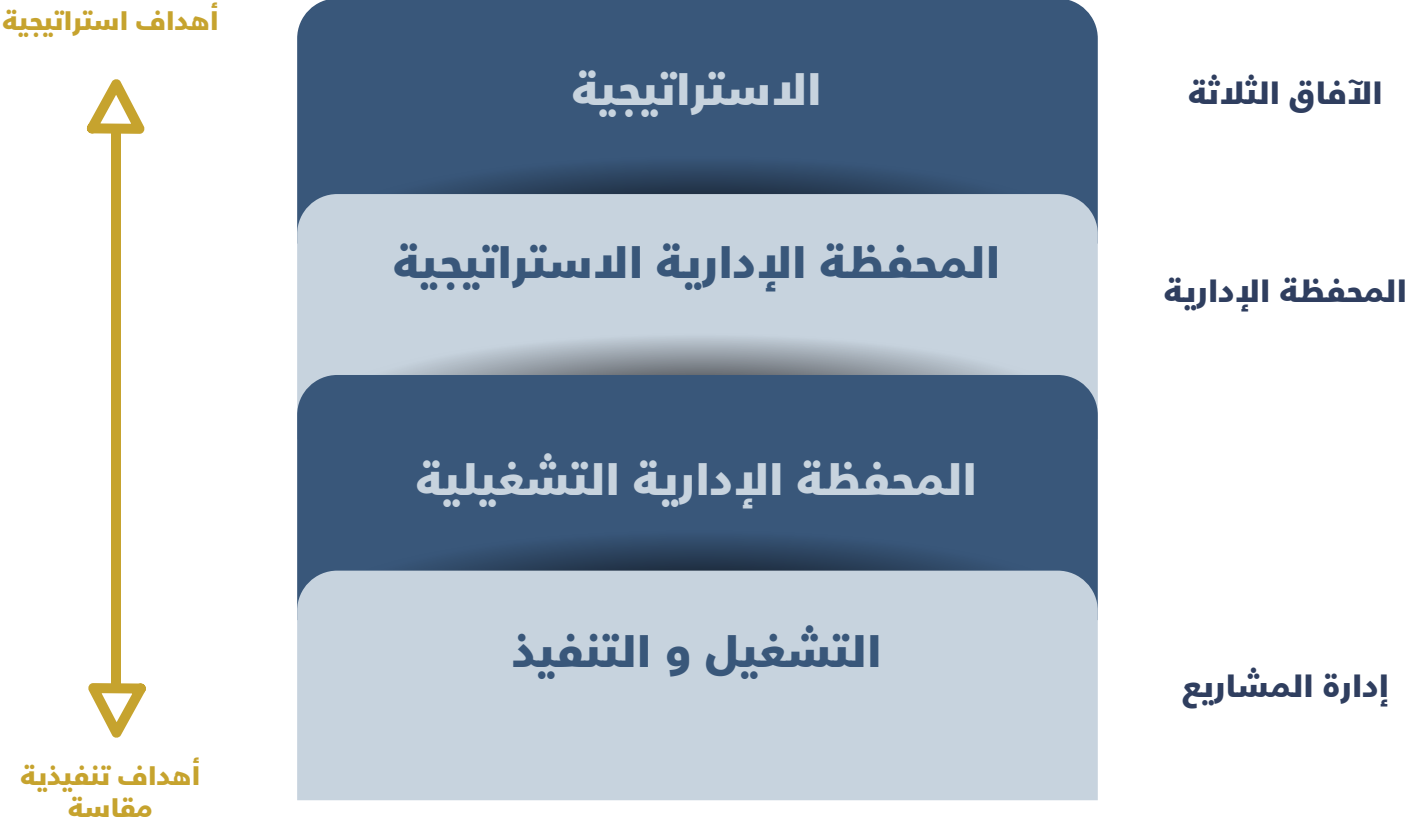 أهداف استراتيجية
الاستراتيجية
الآفاق الثلاثة
المحفظة الإدارية الاستراتيجية
المحفظة الإدارية
المحفظة الإدارية التشغيلية
التشغيل و التنفيذ
إدارة المشاريع
أهداف تنفيذية
مقاسة